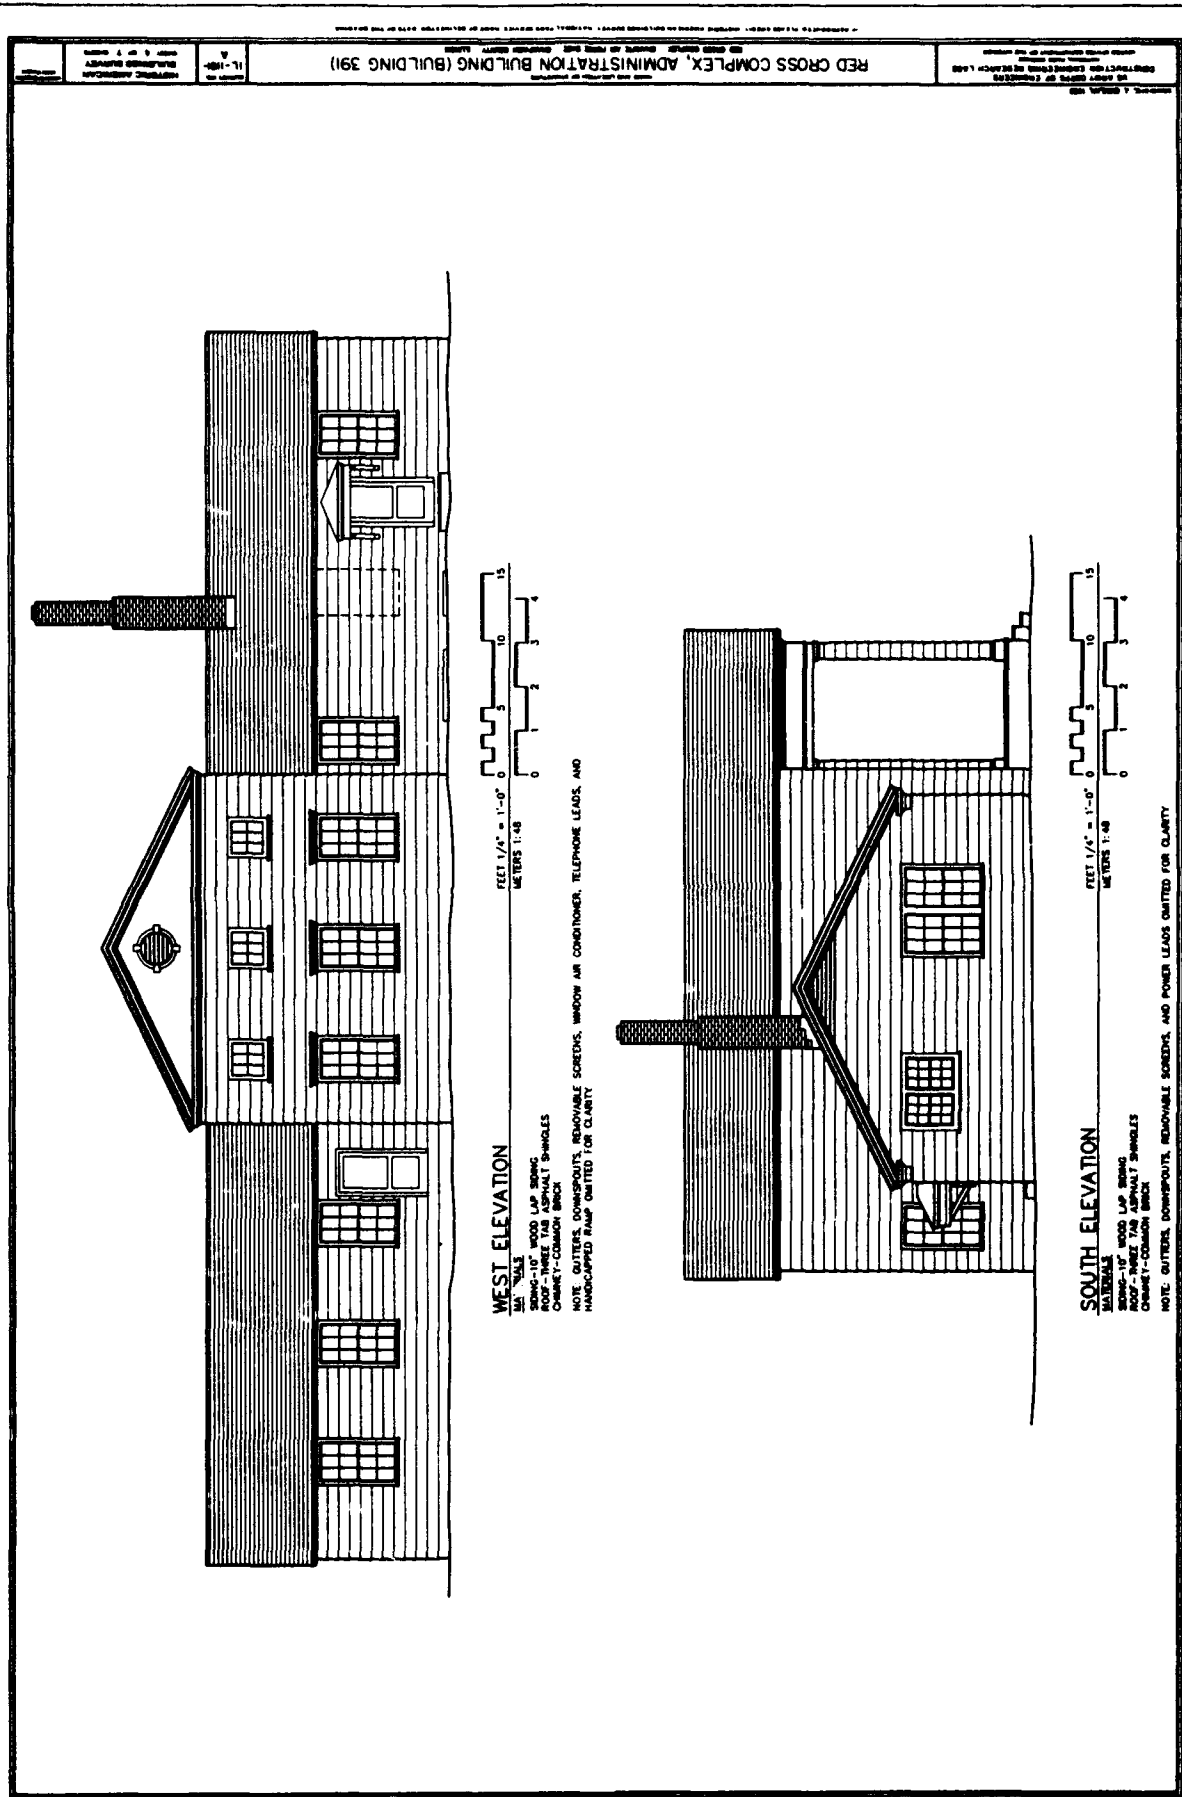 WEST ELEVATION
SIDING-10" WOOD LAP SIDING
ROOF-THREE TAB ASPHALT SHINGLES
CHIMNEY-COMMON BRICK
NOTE: GUTTERS, DOWNSPOUTS, REMOVABLE SCREENS, WINDOW AIR CONDITIONER, TELEPHONE LEADS, AND
HANDICAPPED RAMP OMITTED FOR CLARITY
FEET 1/4" = 1'-0"
0 5 10 15
METERS 1:48
0 1 2 3 4
SOUTH ELEVATION
MATERIALS
SIDING-10" WOOD LAP SIDING
ROOF-THREE TAB ASPHALT SHINGLES
CHIMNEY-COMMON BRICK
NOTE: GUTTERS, DOWNSPOUTS, REMOVABLE SCREENS, AND POWER LEADS OMITTED FOR CLARITY
FEET 1/4" = 1'-0"
0 5 10 15
METERS 1:48
0 1 2 3 4
US ARMY CORPS OF ENGINEERS
CONSTRUCTION ENGINEERING RESEARCH LABS
RED CROSS COMPLEX, ADMINISTRATION BUILDING (BUILDING 391)
HISTORIC AMERICAN
BUILDINGS SURVEY
SHEET 4 OF 7 SHEETS